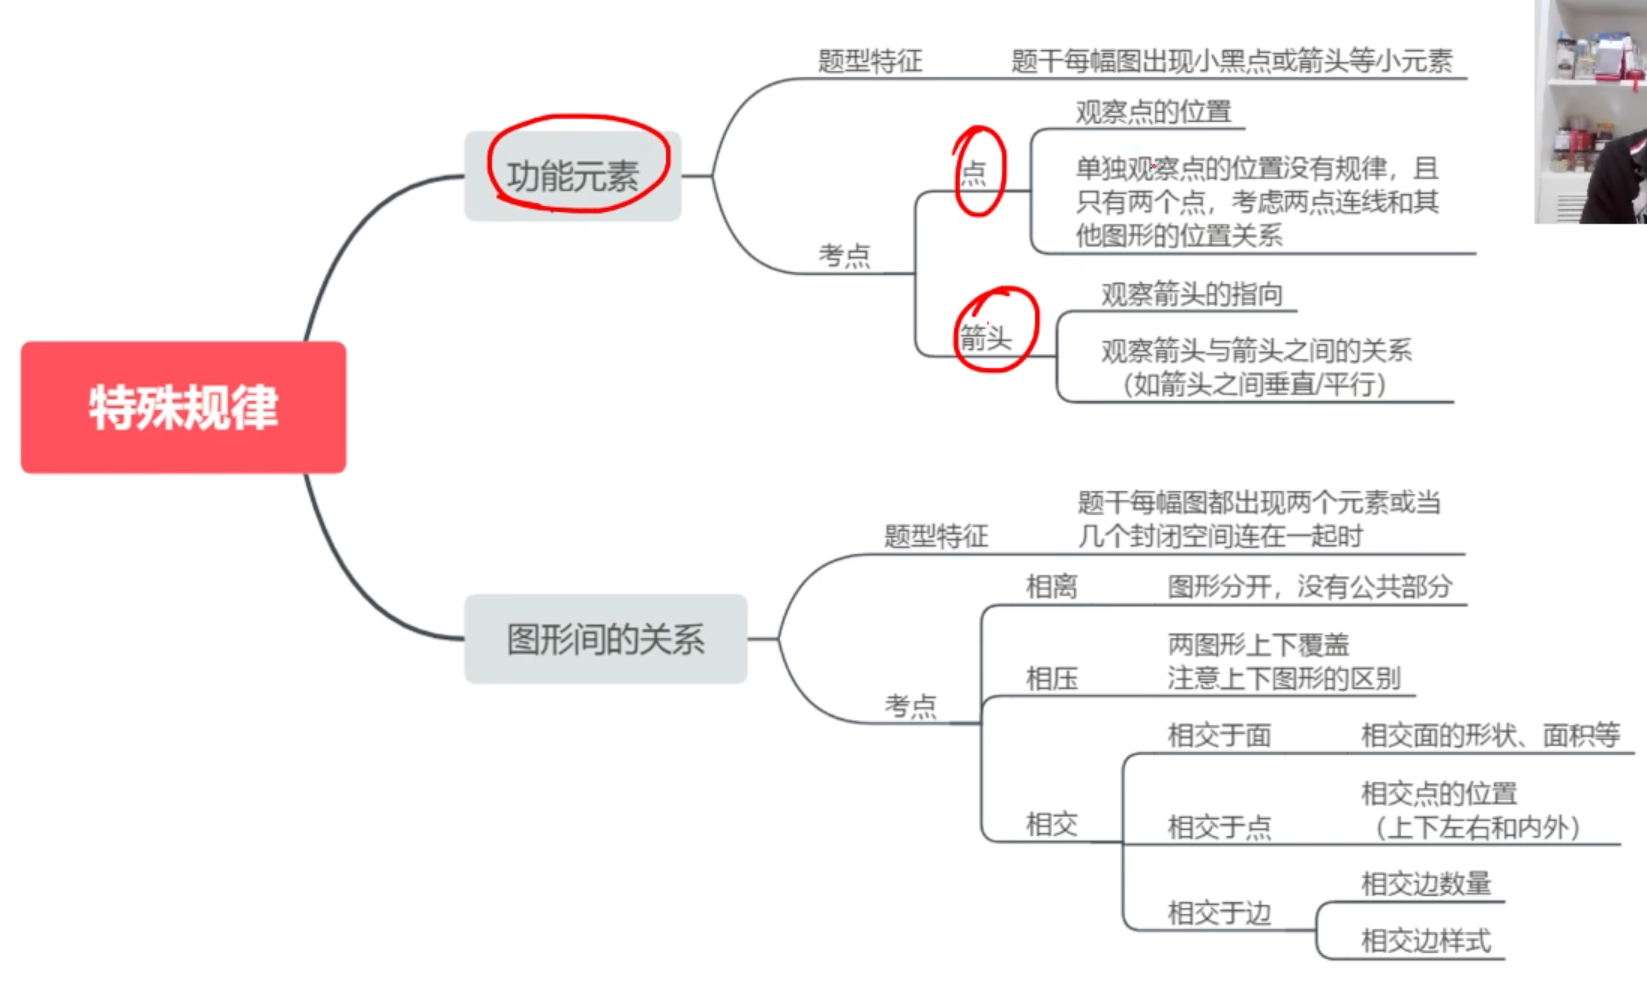 特殊规律
功能元素
题型特征
题干每幅图出现小黑点或箭头等小元素
考点
点
观察点的位置
单独观察点的位置没有规律，且
只有两个点，考虑两点连线和其
他图形的位置关系
箭头
观察箭头的指向
观察箭头与箭头之间的关系
（如箭头之间垂直/平行）
图形间的关系
题型特征
题干每幅图都出现两个元素或当
几个封闭空间连在一起时
考点
相离
图形分开，没有公共部分
相压
两图形上下覆盖
注意上下图形的区别
相交
相交于面
相交面的形状、面积等
相交于点
相交点的位置
（上下左右和内外）
相交于边
相交边数量
相交边样式